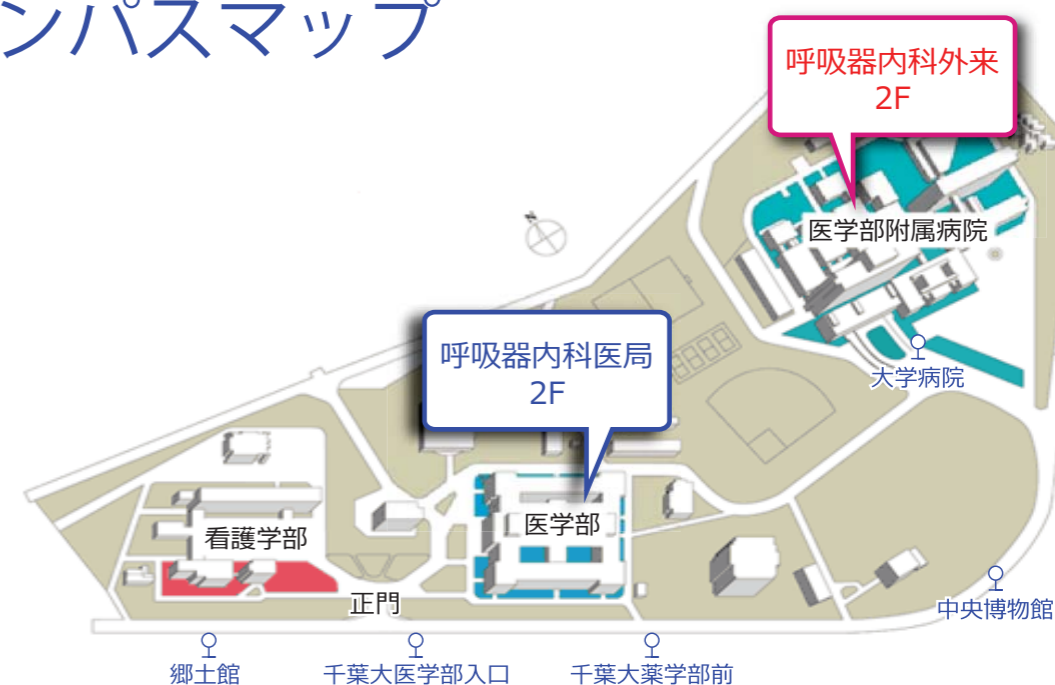 ンパスマップ
呼吸器内科外来
2F
医学部附属病院
大学病院
呼吸器内科医局
2F
医学部
看護学部
正門
中央博物館
郷土館
千葉大医学部入口
千葉大薬学部前